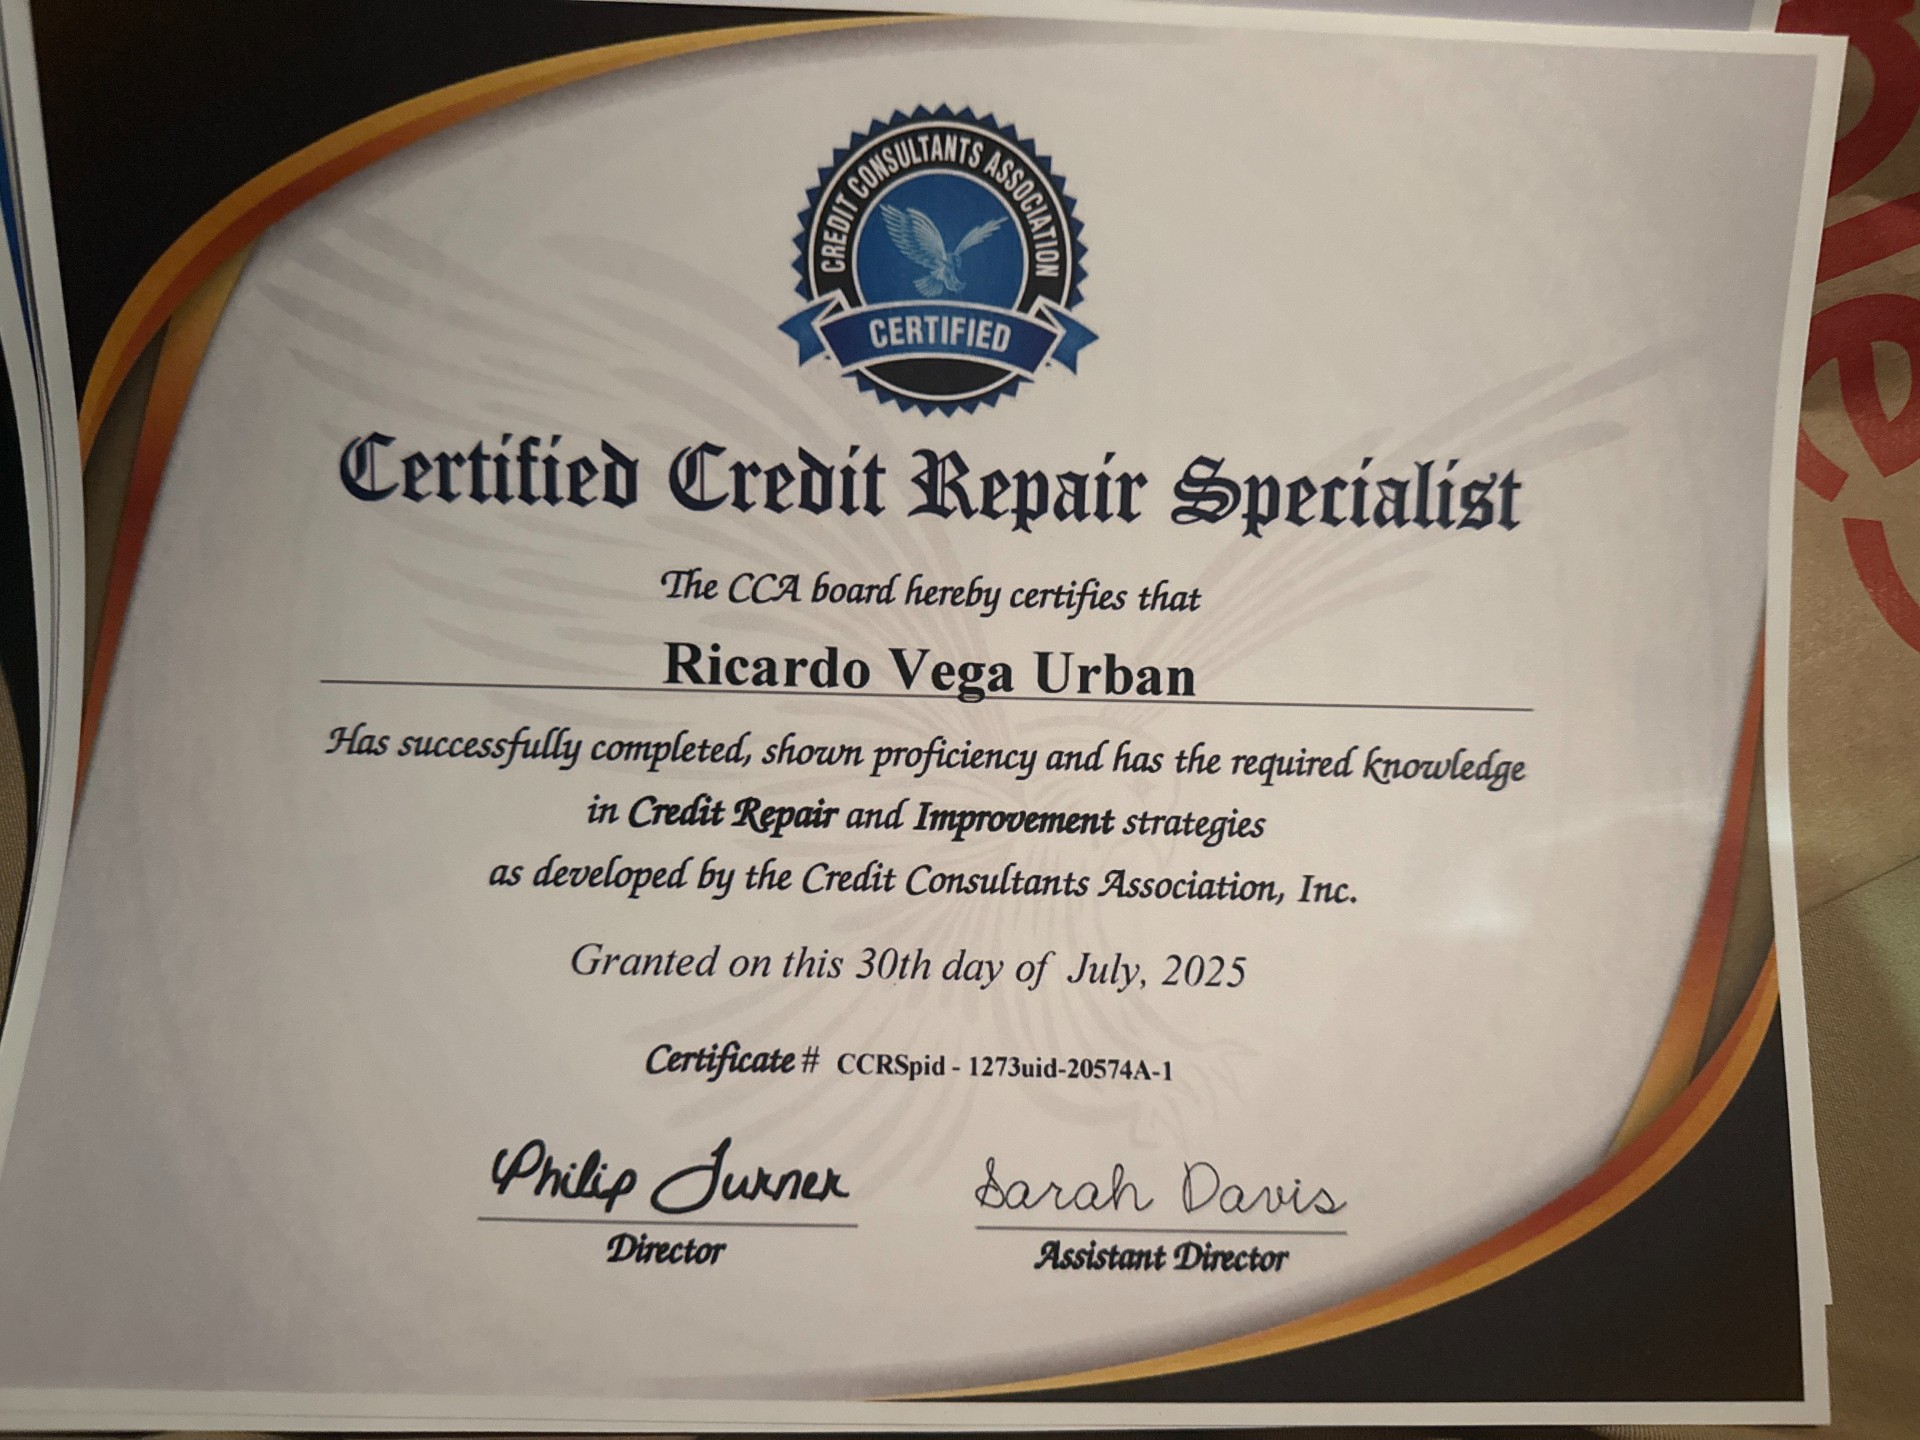 CREDIT CONSULTANTS ASSOCIATION
CERTIFIED
Certified Credit Repair Specialist
The CCA board hereby certifies that
Ricardo Vega Urban
Has successfully completed, shown proficiency and has the required knowledge
in Credit Repair and Improvement strategies
as developed by the Credit Consultants Association, Inc.
Granted on this 30th day of July, 2025
Certificate # CCRSpid - 1273uid-20574A-1
Philip Turner Sarah Davis
Director Assistant Director